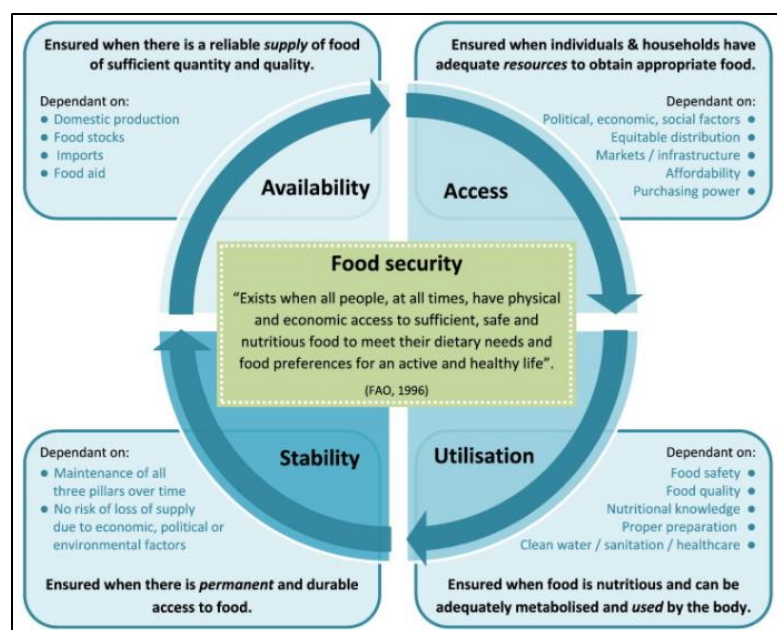 Ensured when there is a reliable supply of food
of sufficient quantity and quality.
Dependant on:
● Domestic production
● Food stocks
● Imports
● Food aid
Availability
Ensured when individuals & households have
adequate resources to obtain appropriate food.
Dependant on:
Political, economic, social factors ●
Equitable distribution ●
Markets / infrastructure ●
Affordability ●
Purchasing power ●
Access
Food security
“Exists when all people, at all times, have physical
and economic access to sufficient, safe and
nutritious food to meet their dietary needs and
food preferences for an active and healthy life”.
(FAO, 1996)
Stability
Dependant on:
● Maintenance of all
three pillars over time
● No risk of loss of supply
due to economic, political or
environmental factors
Ensured when there is permanent and durable
access to food.
Utilisation
Dependant on:
Food safety ●
Food quality ●
Nutritional knowledge ●
Proper preparation ●
Clean water / sanitation / healthcare ●
Ensured when food is nutritious and can be
adequately metabolised and used by the body.